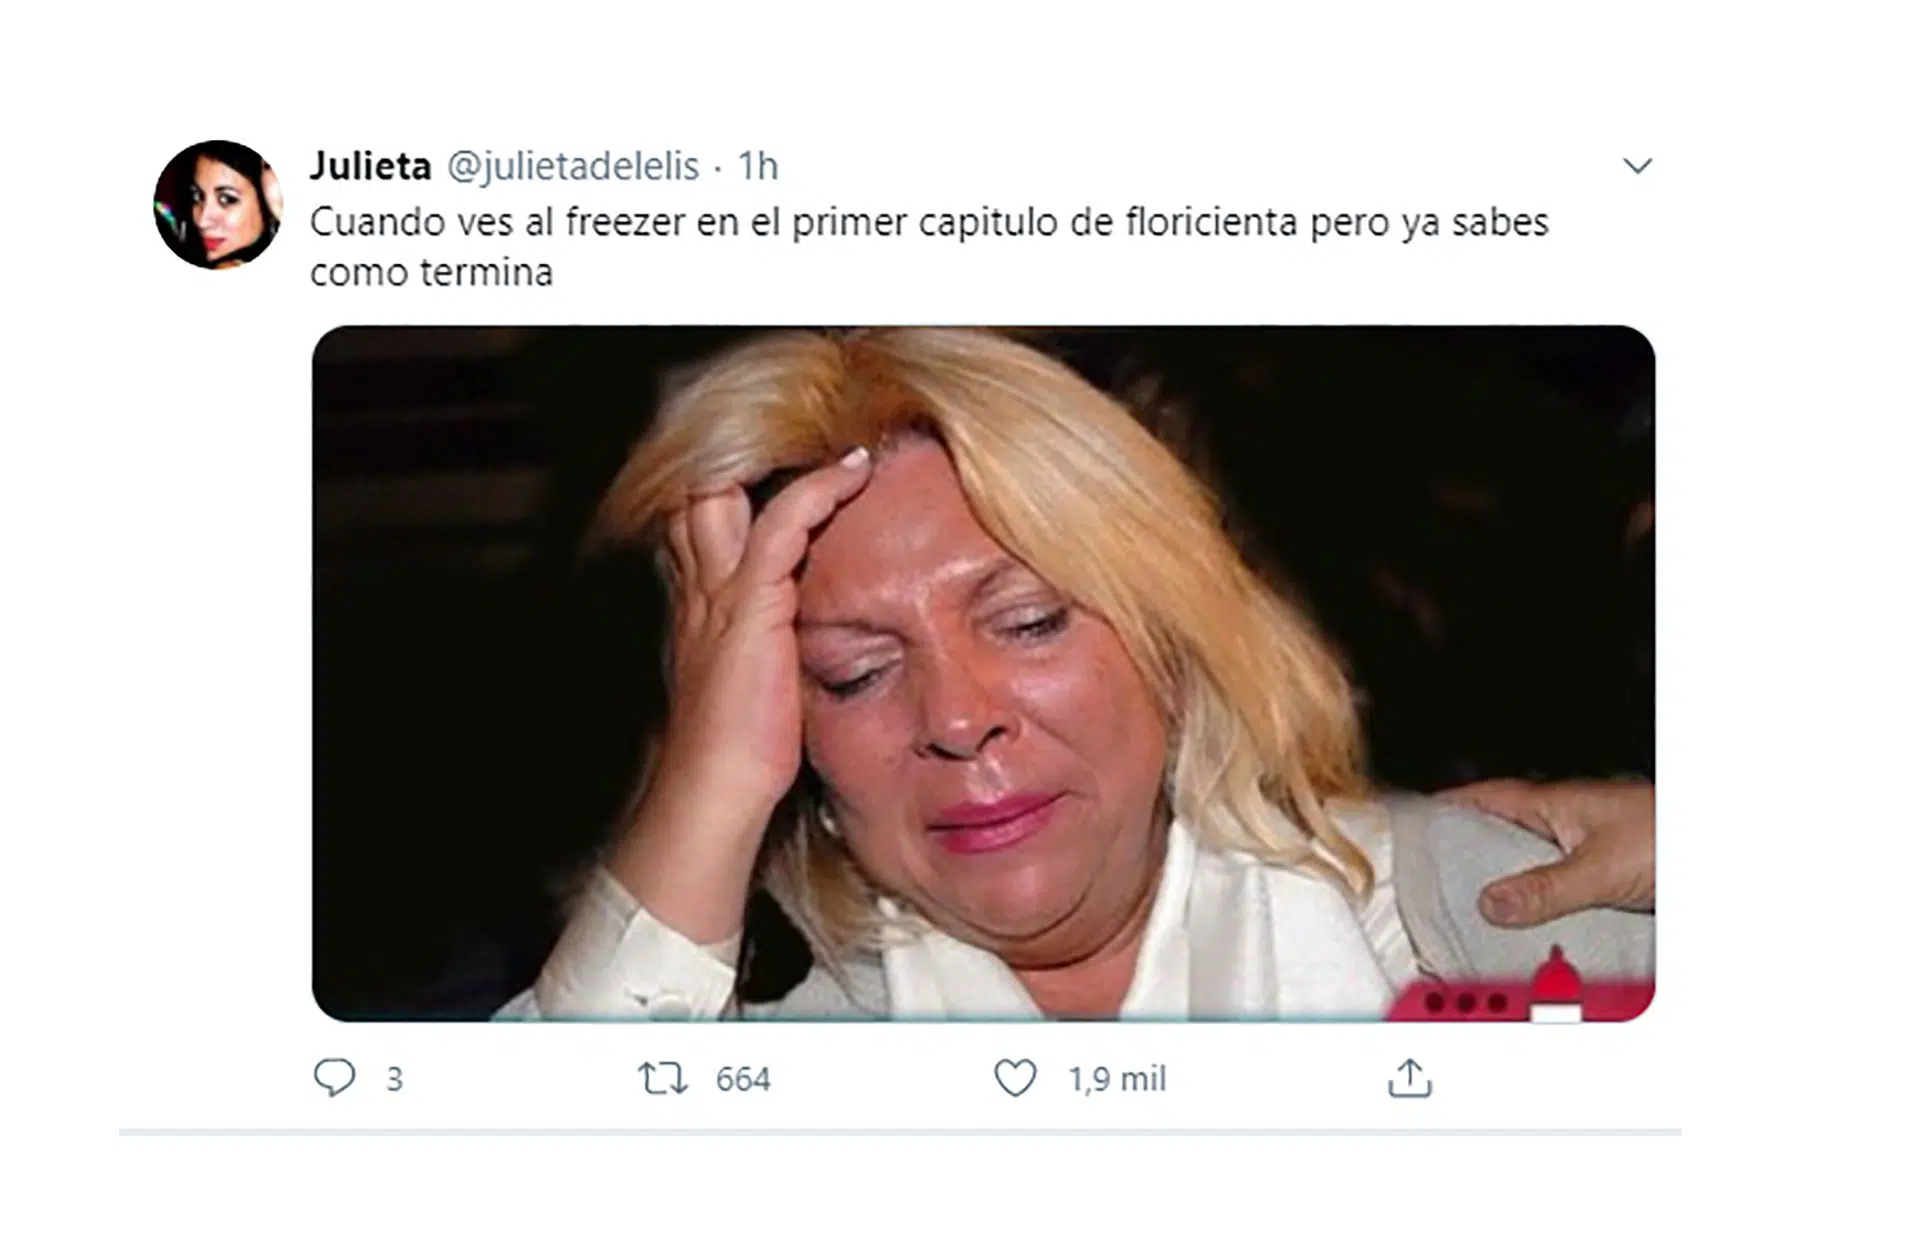 Julieta @julietadelelis · 1h
Cuando ves al freezer en el primer capitulo de floricienta pero ya sabes
como termina
3 664 1,9 mil